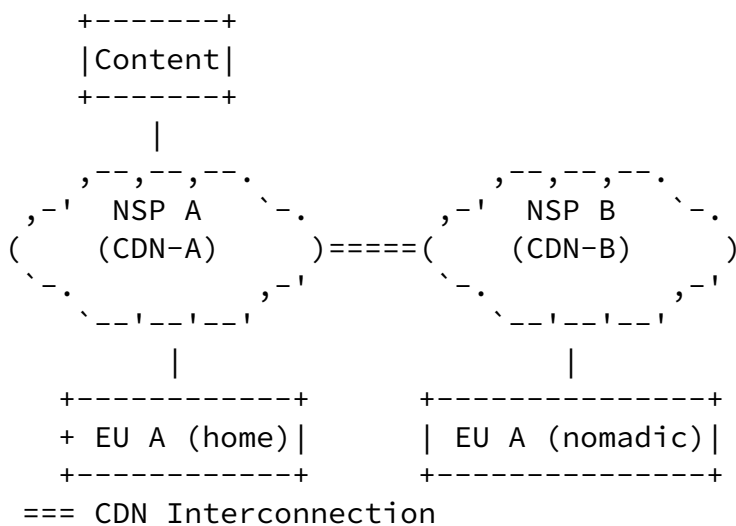 Content
NSP A NSP B
(CDN-A) (CDN-B)
EU A (home) EU A (nomadic)
=== CDN Interconnection